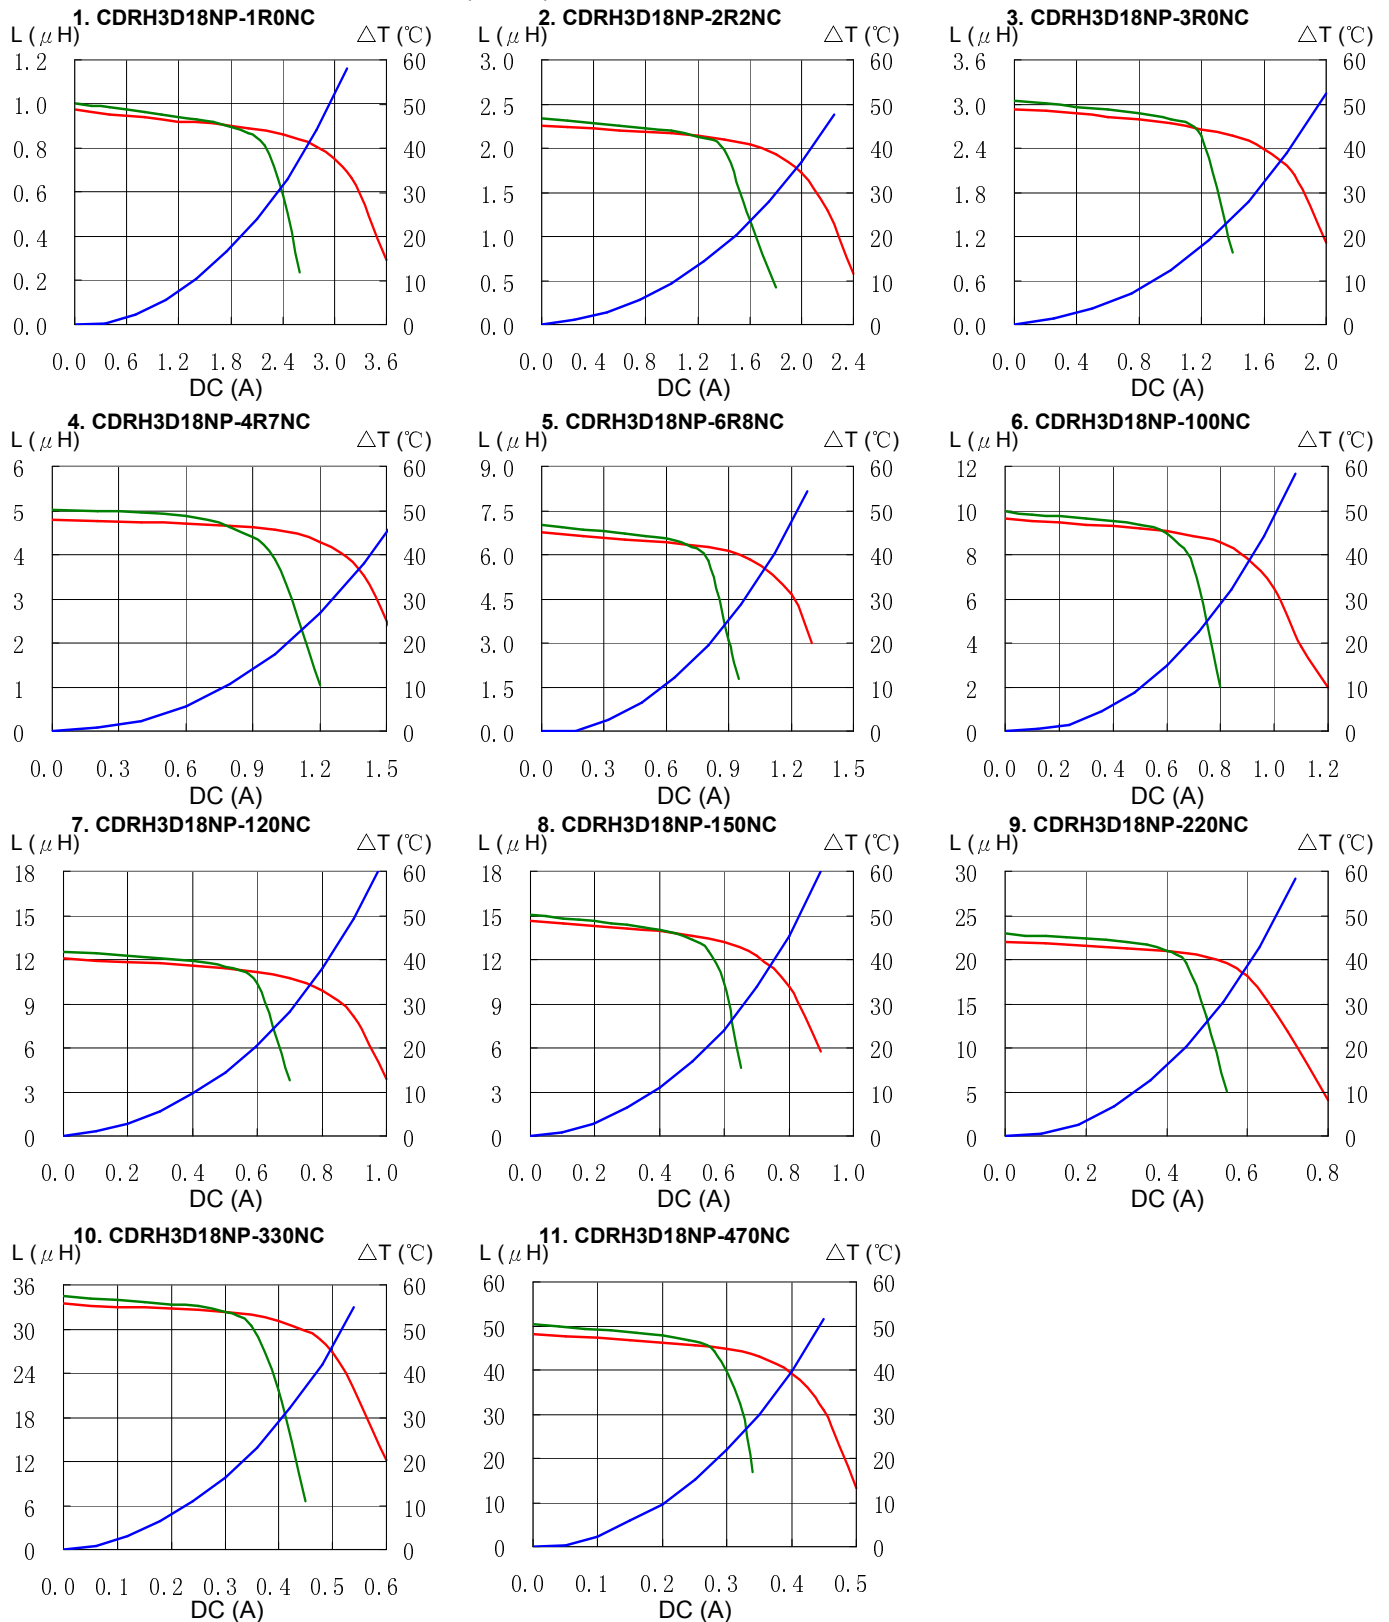 1. CDRH3D18NP-1R0NC
L (μH) △T (℃)
1.2 60
1.0 50
0.8 40
0.6 30
0.4 20
0.2 10
0.0 0
0.0 0.6 1.2 1.8 2.4 3.0 3.6
DC (A)
2. CDRH3D18NP-2R2NC
L (μH) △T (℃)
3.0 60
2.5 50
2.0 40
1.5 30
1.0 20
0.5 10
0.0 0
0.0 0.4 0.8 1.2 1.6 2.0 2.4
DC (A)
3. CDRH3D18NP-3R0NC
L (μH) △T (℃)
3.6 60
3.0 50
2.4 40
1.8 30
1.2 20
0.6 10
0.0 0
0.0 0.4 0.8 1.2 1.6 2.0
DC (A)
4. CDRH3D18NP-4R7NC
L (μH) △T (℃)
6 60
5 50
4 40
3 30
2 20
1 10
0 0
0.0 0.3 0.6 0.9 1.2 1.5
DC (A)
5. CDRH3D18NP-6R8NC
L (μH) △T (℃)
9.0 60
7.5 50
6.0 40
4.5 30
3.0 20
1.5 10
0.0 0
0.0 0.3 0.6 0.9 1.2 1.5
DC (A)
6. CDRH3D18NP-100NC
L (μH) △T (℃)
12 60
10 50
8 40
6 30
4 20
2 10
0 0
0.0 0.2 0.4 0.6 0.8 1.0 1.2
DC (A)
7. CDRH3D18NP-120NC
L (μH) △T (℃)
18 60
15 50
12 40
9 30
6 20
3 10
0 0
0.0 0.2 0.4 0.6 0.8 1.0
DC (A)
8. CDRH3D18NP-150NC
L (μH) △T (℃)
18 60
15 50
12 40
9 30
6 20
3 10
0 0
0.0 0.2 0.4 0.6 0.8 1.0
DC (A)
9. CDRH3D18NP-220NC
L (μH) △T (℃)
30 60
25 50
20 40
15 30
10 20
5 10
0 0
0.0 0.2 0.4 0.6 0.8
DC (A)
10. CDRH3D18NP-330NC
L (μH) △T (℃)
36 60
30 50
24 40
18 30
12 20
6 10
0 0
0.0 0.1 0.2 0.3 0.4 0.5 0.6
DC (A)
11. CDRH3D18NP-470NC
L (μH) △T (℃)
60 60
50 50
40 40
30 30
20 20
10 10
0 0
0.0 0.1 0.2 0.3 0.4 0.5
DC (A)